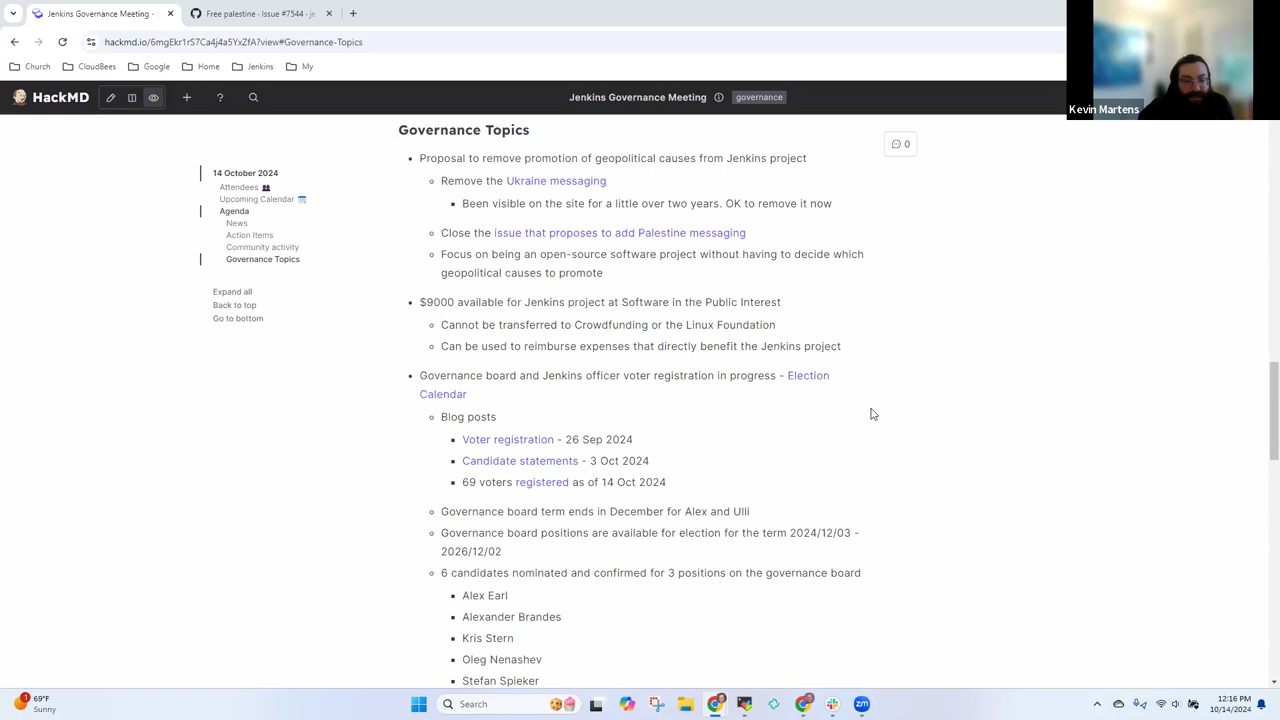 Jenkins Governance Meeting -
Free palestine · Issue #7544 · je
hackmd.io/6mgEkr1rS7Ca4j4a5YxZfA?view#Governance-Topics
Church
CloudBees
Google
Home
Jenkins
My
HackMD
Jenkins Governance Meeting
governance
Kevin Martens
14 October 2024
Attendees
Upcoming Calendar
Agenda
News
Action Items
Community activity
Governance Topics
Expand all
Back to top
Go to bottom
Governance Topics
0
Proposal to remove promotion of geopolitical causes from Jenkins project
Remove the Ukraine messaging
Been visible on the site for a little over two years. OK to remove it now
Close the issue that proposes to add Palestine messaging
Focus on being an open-source software project without having to decide which
geopolitical causes to promote
$9000 available for Jenkins project at Software in the Public Interest
Cannot be transferred to Crowdfunding or the Linux Foundation
Can be used to reimburse expenses that directly benefit the Jenkins project
Governance board and Jenkins officer voter registration in progress - Election
Calendar
Blog posts
Voter registration - 26 Sep 2024
Candidate statements - 3 Oct 2024
69 voters registered as of 14 Oct 2024
Governance board term ends in December for Alex and Ulli
Governance board positions are available for election for the term 2024/12/03 -
2026/12/02
6 candidates nominated and confirmed for 3 positions on the governance board
Alex Earl
Alexander Brandes
Kris Stern
Oleg Nenashev
Stefan Spieker
1
69°F
Sunny
Search
zm
12:16 PM
10/14/2024